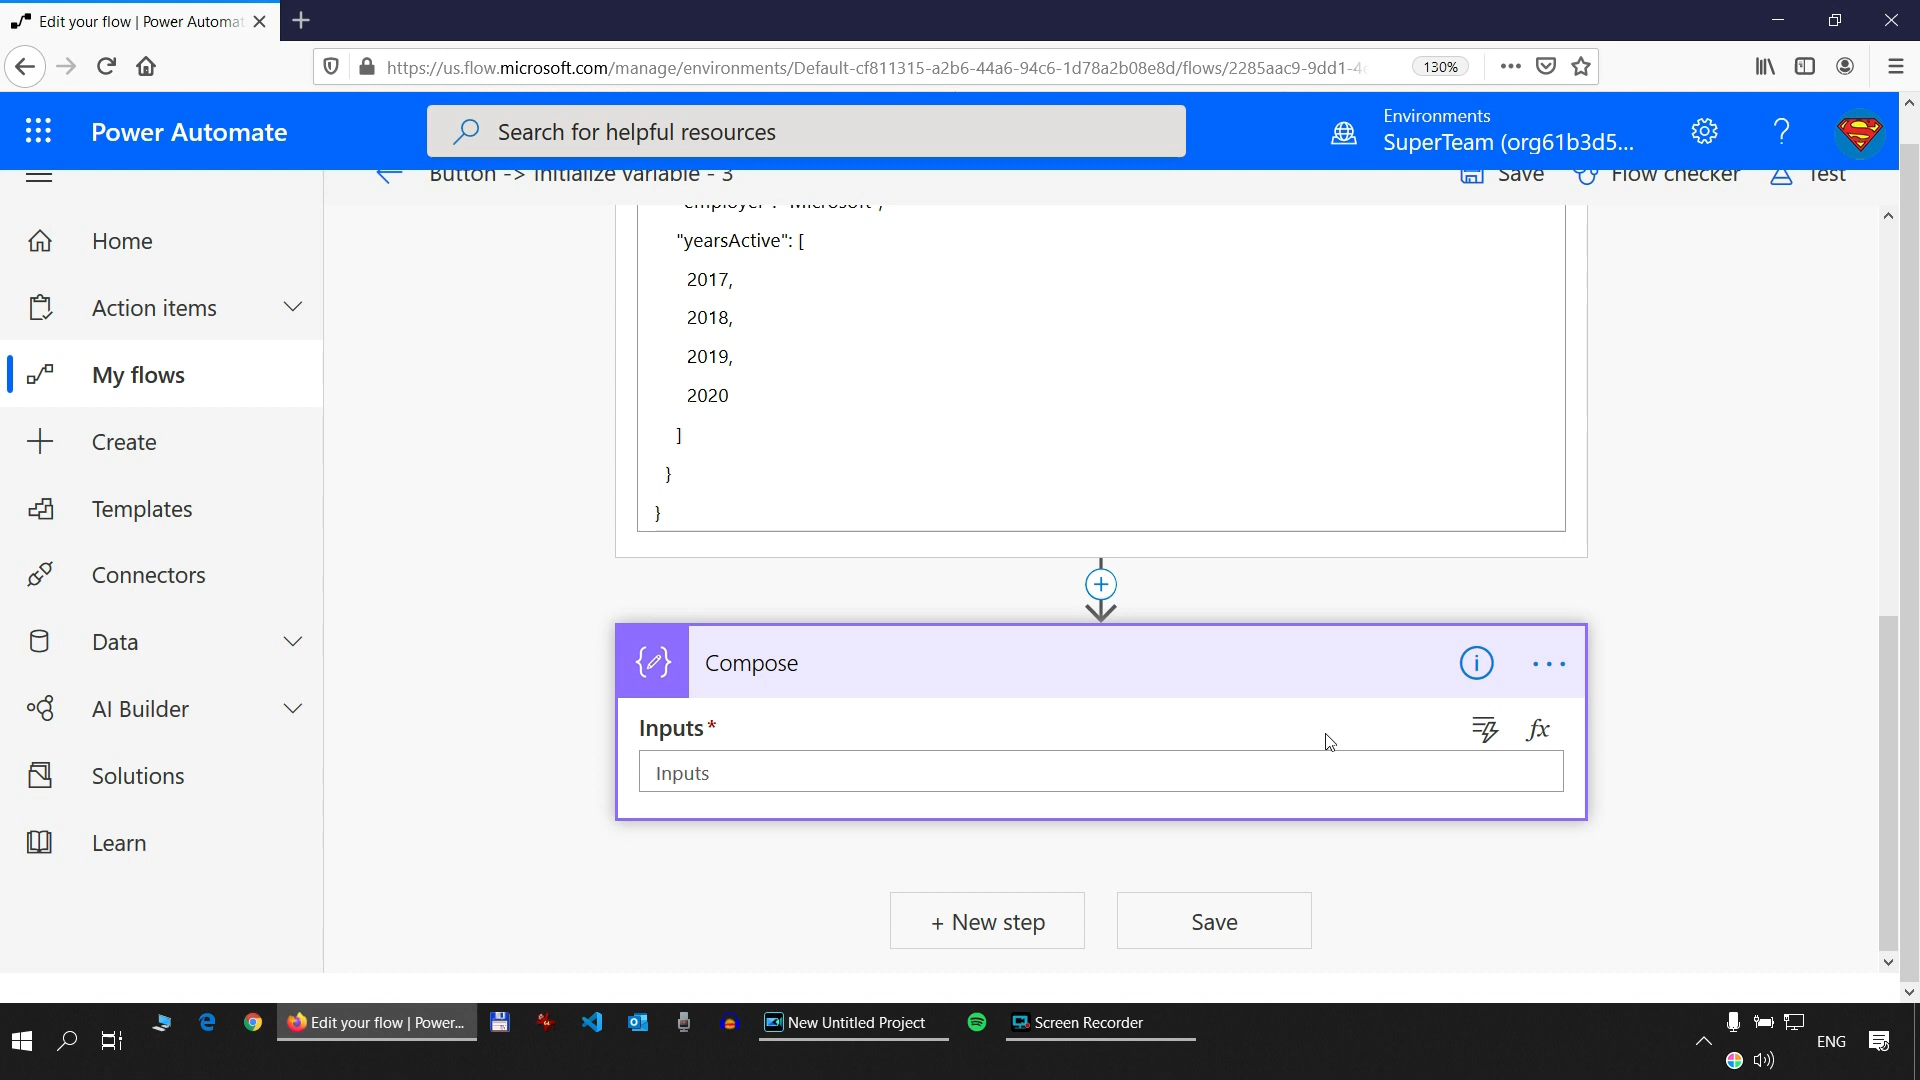 Edit your flow | Power Automat
https://us.flow.microsoft.com/manage/environments/Default-cf811315-a2b6-44a6-94c6-1d78a2b08e8d/flows/2285aac9-9dd1-4
130%
Power Automate
Search for helpful resources
Environments
SuperTeam (org61b3d5...
Button -> Initialize variable - 3
Save
Flow checker
Test
Home
Action items
My flows
Create
Templates
Connectors
Data
AI Builder
Solutions
Learn
"employer": "Microsoft",
"yearsActive": [
2017,
2018,
2019,
2020
]
}
}
Compose
Inputs*
fx
Inputs
+ New step
Save
Edit your flow | Power...
New Untitled Project
Screen Recorder
ENG